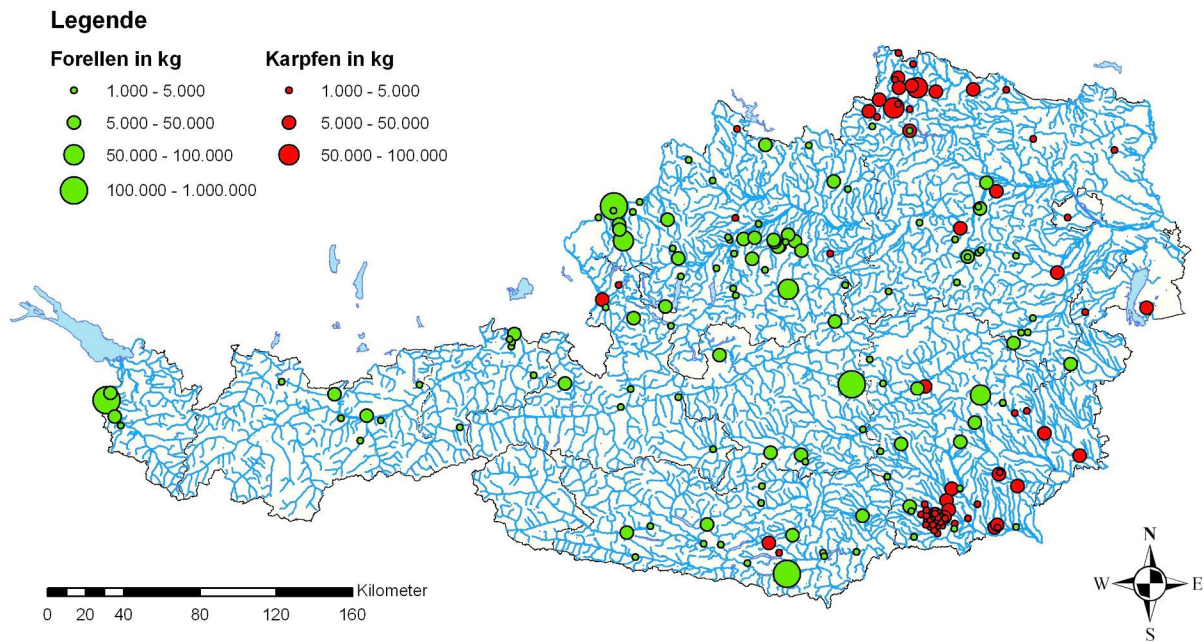 Legende
Forellen in kg
1.000 - 5.000
5.000 - 50.000
50.000 - 100.000
100.000 - 1.000.000
Karpfen in kg
1.000 - 5.000
5.000 - 50.000
50.000 - 100.000
Kilometer
0 20 40 80 120 160
N
W E
S